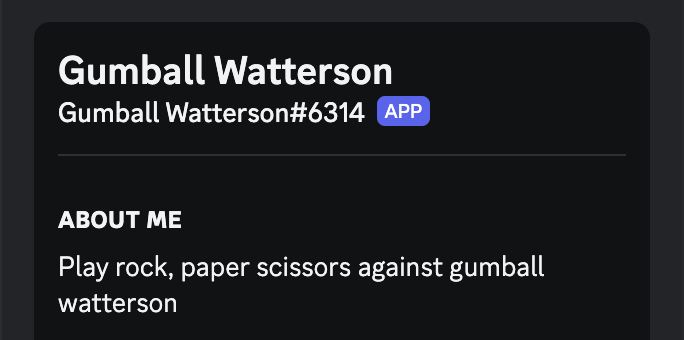 Gumball Watterson
Gumball Watterson#6314 APP
ABOUT ME
Play rock, paper scissors against gumball
watterson